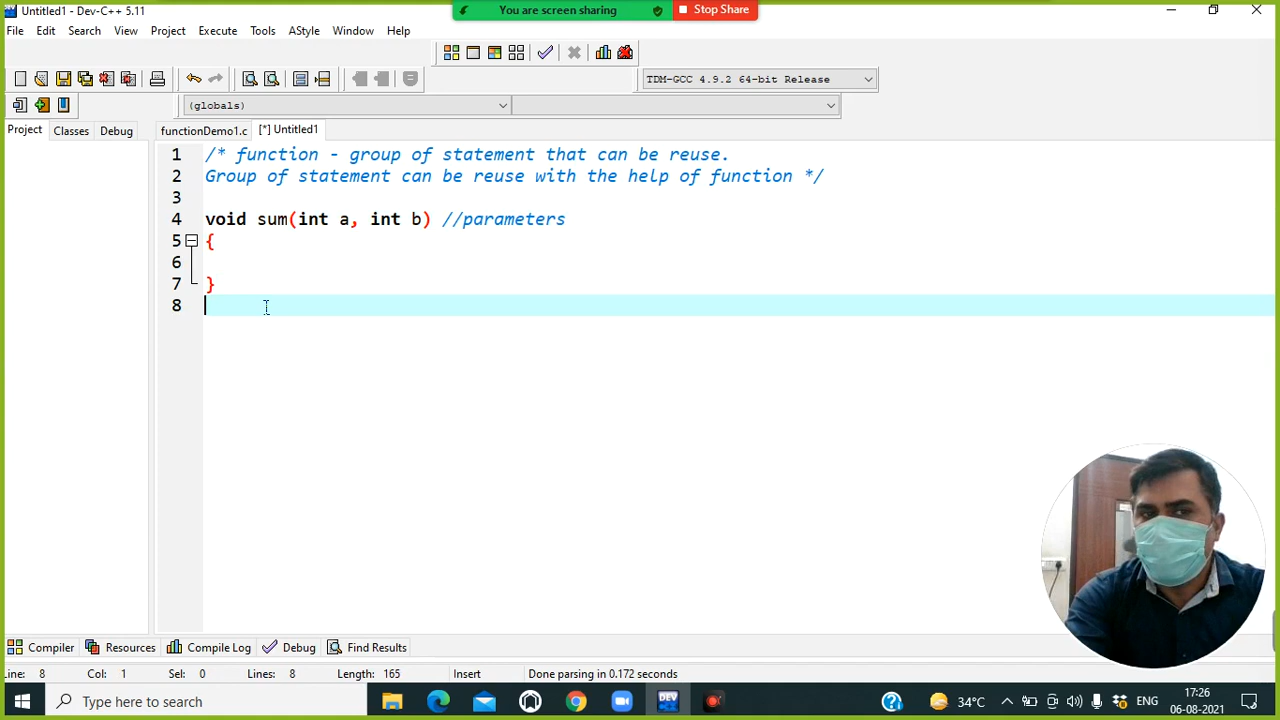 Untitled1 - Dev-C++ 5.11
You are screen sharing
Stop Share
File Edit Search View Project Execute Tools AStyle Window Help
TDM-GCC 4.9.2 64-bit Release
(globals)
Project Classes Debug
functionDemo1.c [*] Untitled1
1 /* function - group of statement that can be reuse.
2 Group of statement can be reuse with the help of function */
3
4 void sum(int a, int b) //parameters
5 {
6
7 }
8
Compiler Resources Compile Log Debug Find Results
Line: 8 Col: 1 Sel: 0 Lines: 8 Length: 165 Insert Done parsing in 0.172 seconds
Type here to search
DEV
34°C
ENG
17:26
06-08-2021